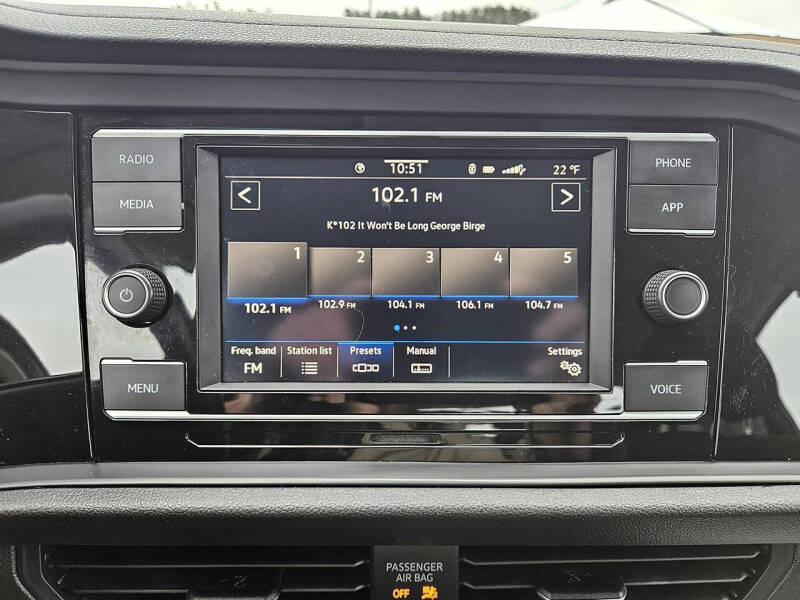 RADIO
MEDIA
MENU
PHONE
APP
VOICE
10:51 22 °F
102.1 FM
K*102 It Won't Be Long George Birge
1 2 3 4 5
102.1 FM 102.9 FM 104.1 FM 106.1 FM 104.7 FM
Freq. band Station list Presets Manual Settings
FM
PASSENGER
AIR BAG
OFF